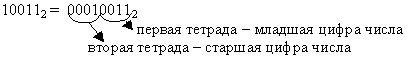 10011₂ = 00010011₂
первая тетрада – младшая цифра числа
вторая тетрада – старшая цифра числа